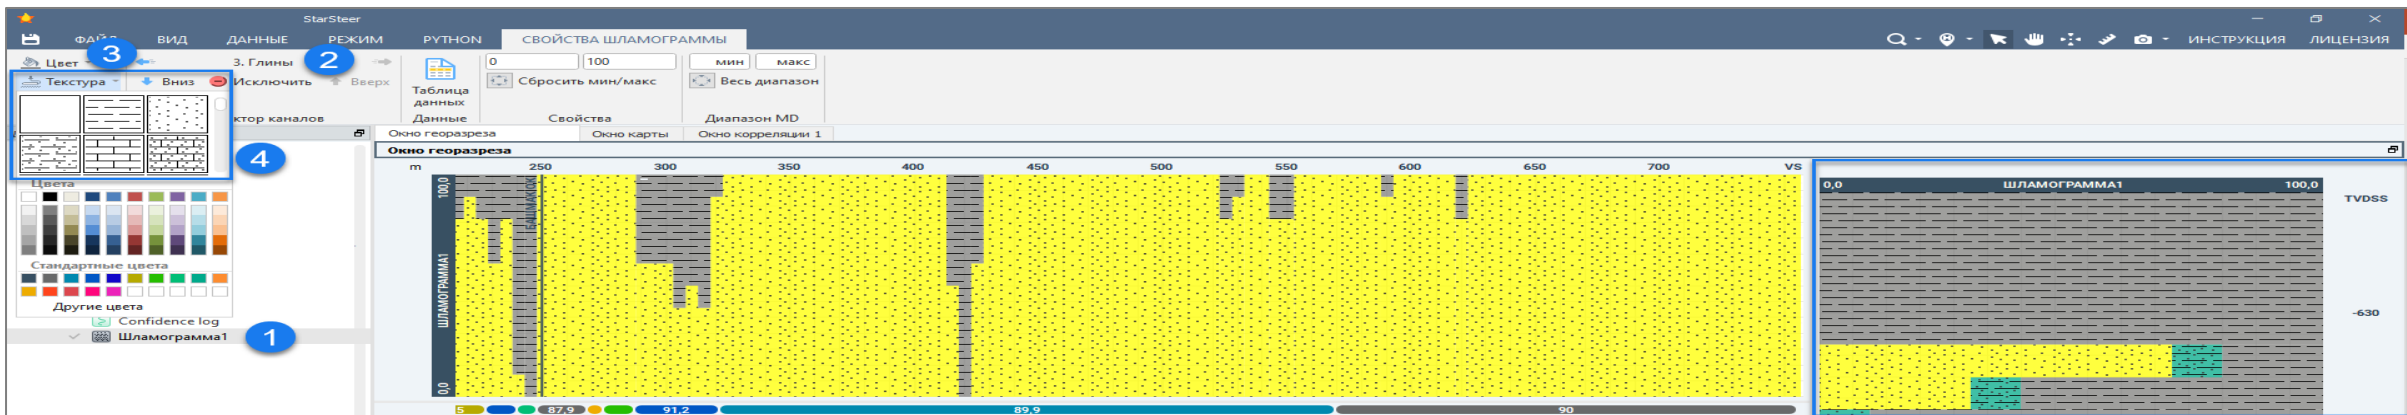 StarSteer
ФАЙЛ ВИД ДАННЫЕ РЕЖИМ PYTHON СВОЙСТВА ШЛАМОГРАММЫ ИНСТРУКЦИЯ ЛИЦЕНЗИЯ
3 2
Цвет 3. Глины 0 100 мин макс
Текстура Вниз Исключить Вверх Таблица данных Сбросить мин/макс Весь диапазон
ктор каналов Данные Свойства Диапазон MD
Окно георазреза Окно карты Окно корреляции 1
4
Окно георазреза
m 250 300 350 400 450 500 550 600 650 700 VS
Цвета
100,0
ШЛАМОГРАММА1
0,0
БАШМАКОК
0,0 ШЛАМОГРАММА1 100,0
TVDSS
-630
Стандартные цвета
Другие цвета
Confidence log
Шламограмма1 1
5 87,9 91,2 89,9 90